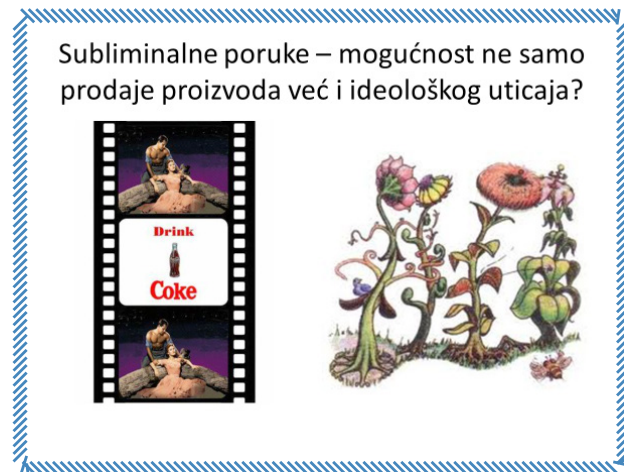 Subliminalne poruke – mogućnost ne samo
prodaje proizvoda već i ideološkog uticaja?
Drink
Coke